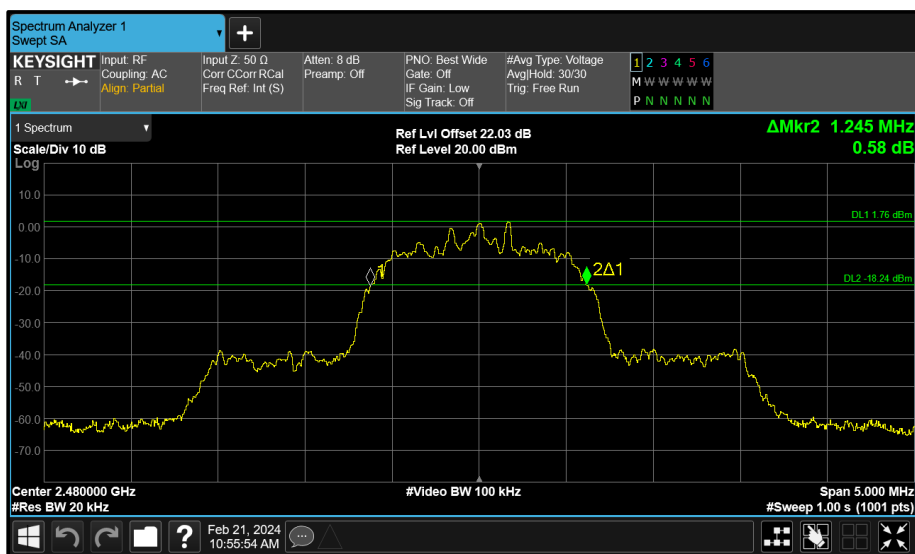 Spectrum Analyzer 1
Swept SA
+
KEYSIGHT
R T
LXI
Input: RF
Coupling: AC
Align: Partial
Input Z: 50 Ω
Corr CCorr RCal
Freq Ref: Int (S)
Atten: 8 dB
Preamp: Off
PNO: Best Wide
Gate: Off
IF Gain: Low
Sig Track: Off
#Avg Type: Voltage
Avg|Hold: 30/30
Trig: Free Run
1 2 3 4 5 6
M W W W W W
P N N N N N
1 Spectrum
Scale/Div 10 dB
Log
Ref Lvl Offset 22.03 dB
Ref Level 20.00 dBm
ΔMkr2 1.245 MHz
0.58 dB
10.0
0.00
DL1 1.76 dBm
-10.0
1
2Δ1
-20.0
DL2 -18.24 dBm
-30.0
-40.0
-50.0
-60.0
-70.0
Center 2.480000 GHz
#Res BW 20 kHz
#Video BW 100 kHz
Span 5.000 MHz
#Sweep 1.00 s (1001 pts)
?
Feb 21, 2024
10:55:54 AM